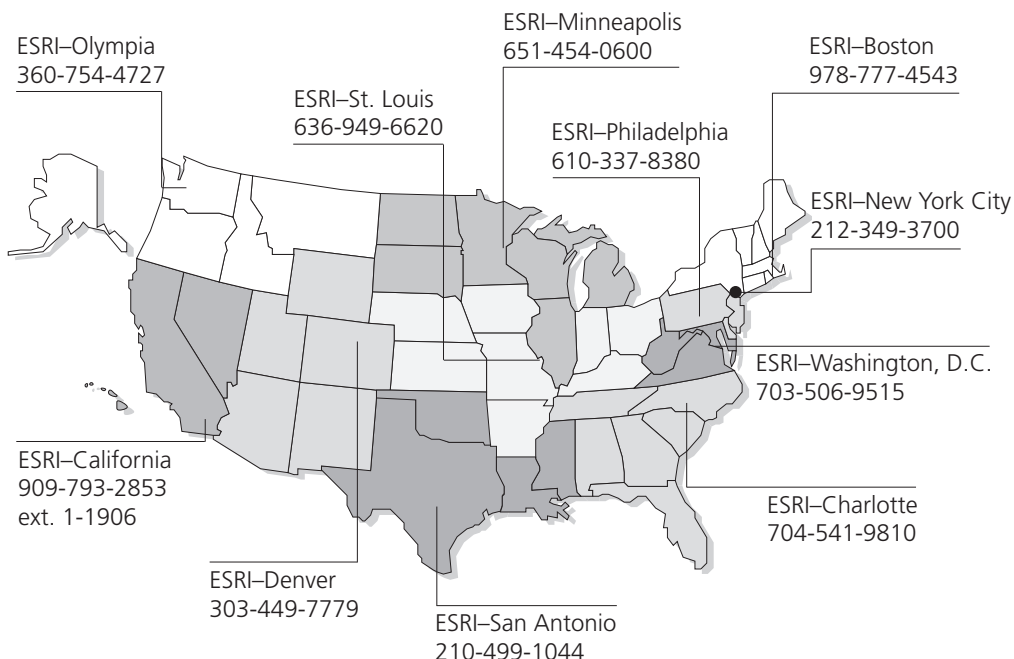 ESRI–Minneapolis
651-454-0600
ESRI–Olympia
360-754-4727
ESRI–Boston
978-777-4543
ESRI–St. Louis
636-949-6620
ESRI–Philadelphia
610-337-8380
ESRI–New York City
212-349-3700
ESRI–Washington, D.C.
703-506-9515
ESRI–California
909-793-2853
ext. 1-1906
ESRI–Charlotte
704-541-9810
ESRI–Denver
303-449-7779
ESRI–San Antonio
210-499-1044